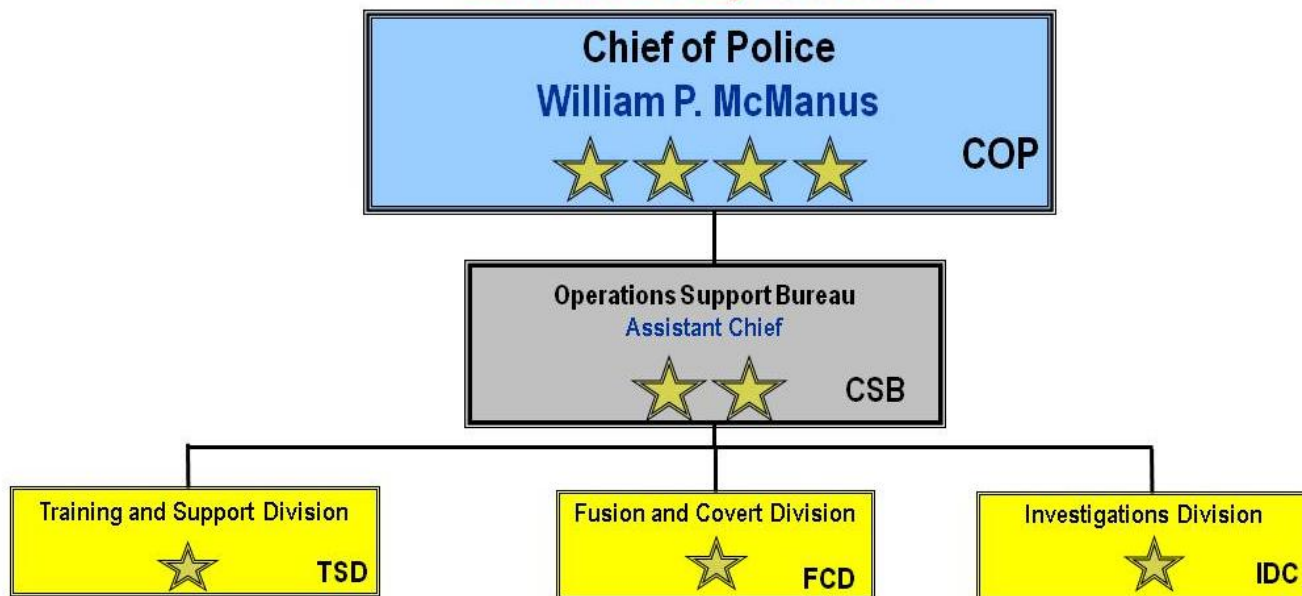 Chief of Police
William P. McManus
COP
Operations Support Bureau
Assistant Chief
CSB
Training and Support Division
TSD
Fusion and Covert Division
FCD
Investigations Division
IDC